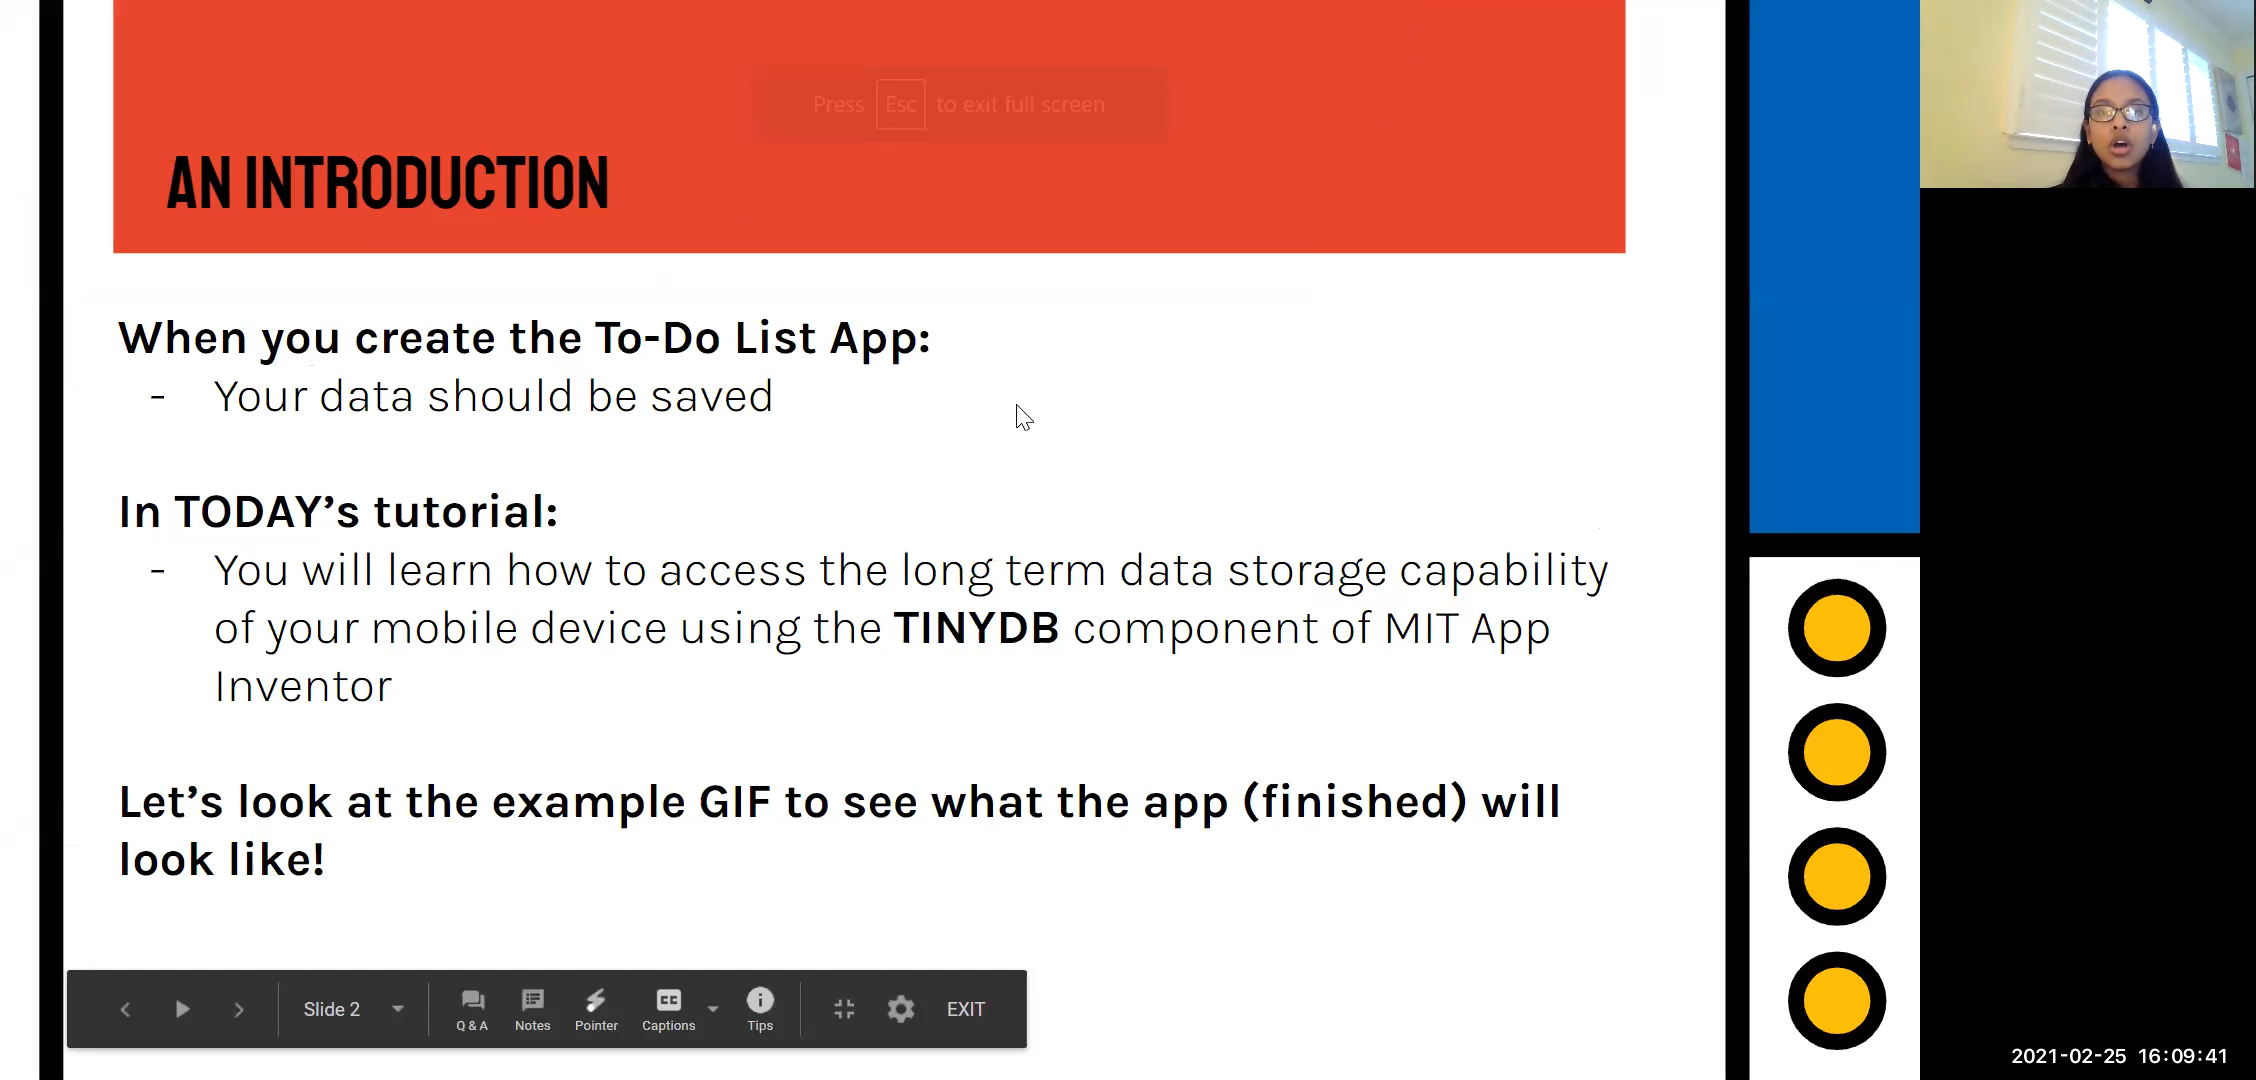 Press Esc to exit full screen
AN INTRODUCTION
When you create the To-Do List App:
- Your data should be saved
In TODAY’s tutorial:
- You will learn how to access the long term data storage capability
of your mobile device using the TINYDB component of MIT App
Inventor
Let’s look at the example GIF to see what the app (finished) will
look like!
Slide 2
Q & A
Notes
Pointer
CC
Captions
Tips
EXIT
2021-02-25 16:09:41